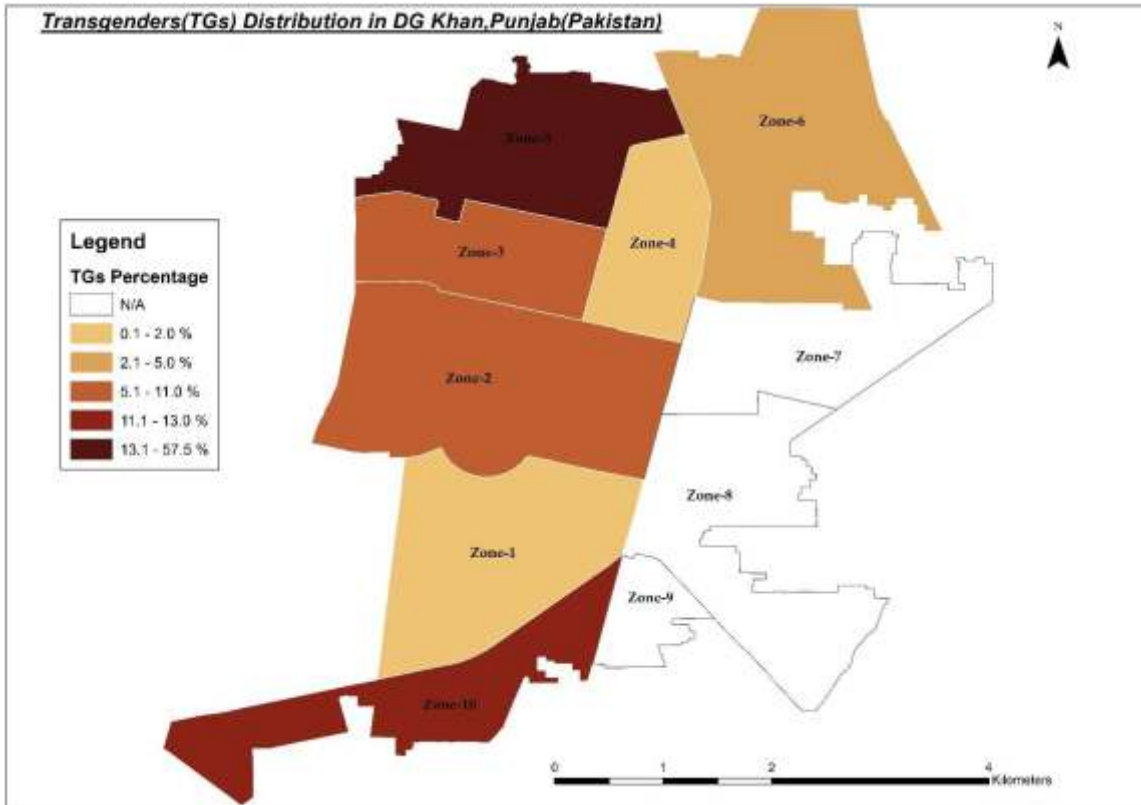 Transgenders(TGs) Distribution in DG Khan,Punjab(Pakistan)
N
Zone-5
Zone-6
Zone-4
Zone-3
Legend
TGs Percentage
N/A
0.1 - 2.0 %
2.1 - 5.0 %
5.1 - 11.0 %
11.1 - 13.0 %
13.1 - 57.5 %
Zone-7
Zone-2
Zone-8
Zone-1
Zone-9
Zone-10
0 1 2 4
Kilometers